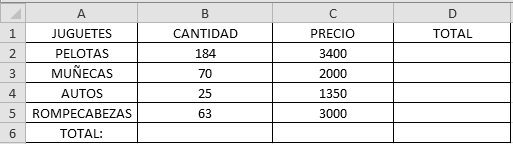 A B C D
1 JUGUETES CANTIDAD PRECIO TOTAL
2 PELOTAS 184 3400
3 MUÑECAS 70 2000
4 AUTOS 25 1350
5 ROMPECABEZAS 63 3000
6 TOTAL: